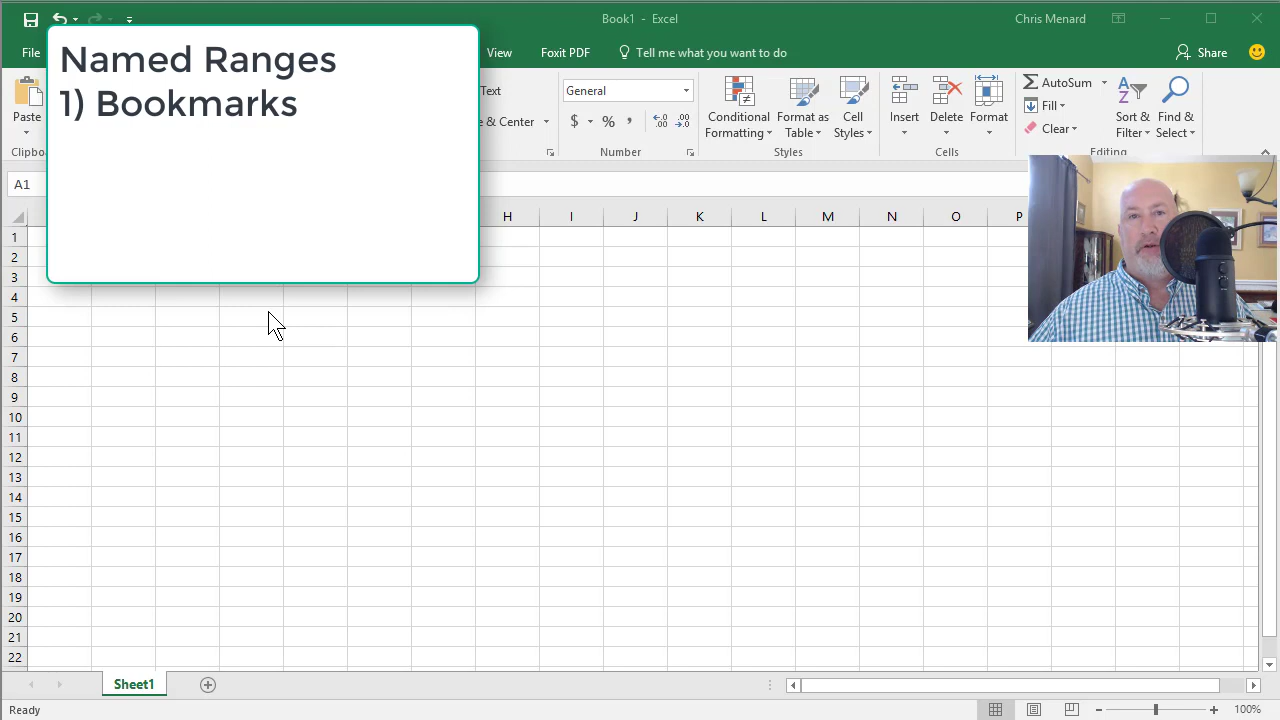 Book1 - Excel
Chris Menard
Named Ranges
1) Bookmarks
File
View
Foxit PDF
Tell me what you want to do
Share
Paste
Text
& Center
General
$ % ,
Conditional Formatting
Format as Table
Cell Styles
Insert
Delete
Format
AutoSum
Fill
Clear
Sort & Filter
Find & Select
Number
Styles
Cells
Editing
A1
H I J K L M N O P
1
2
3
4
5
6
7
8
9
10
11
12
13
14
15
16
17
18
19
20
21
22
Sheet1
Ready
100%